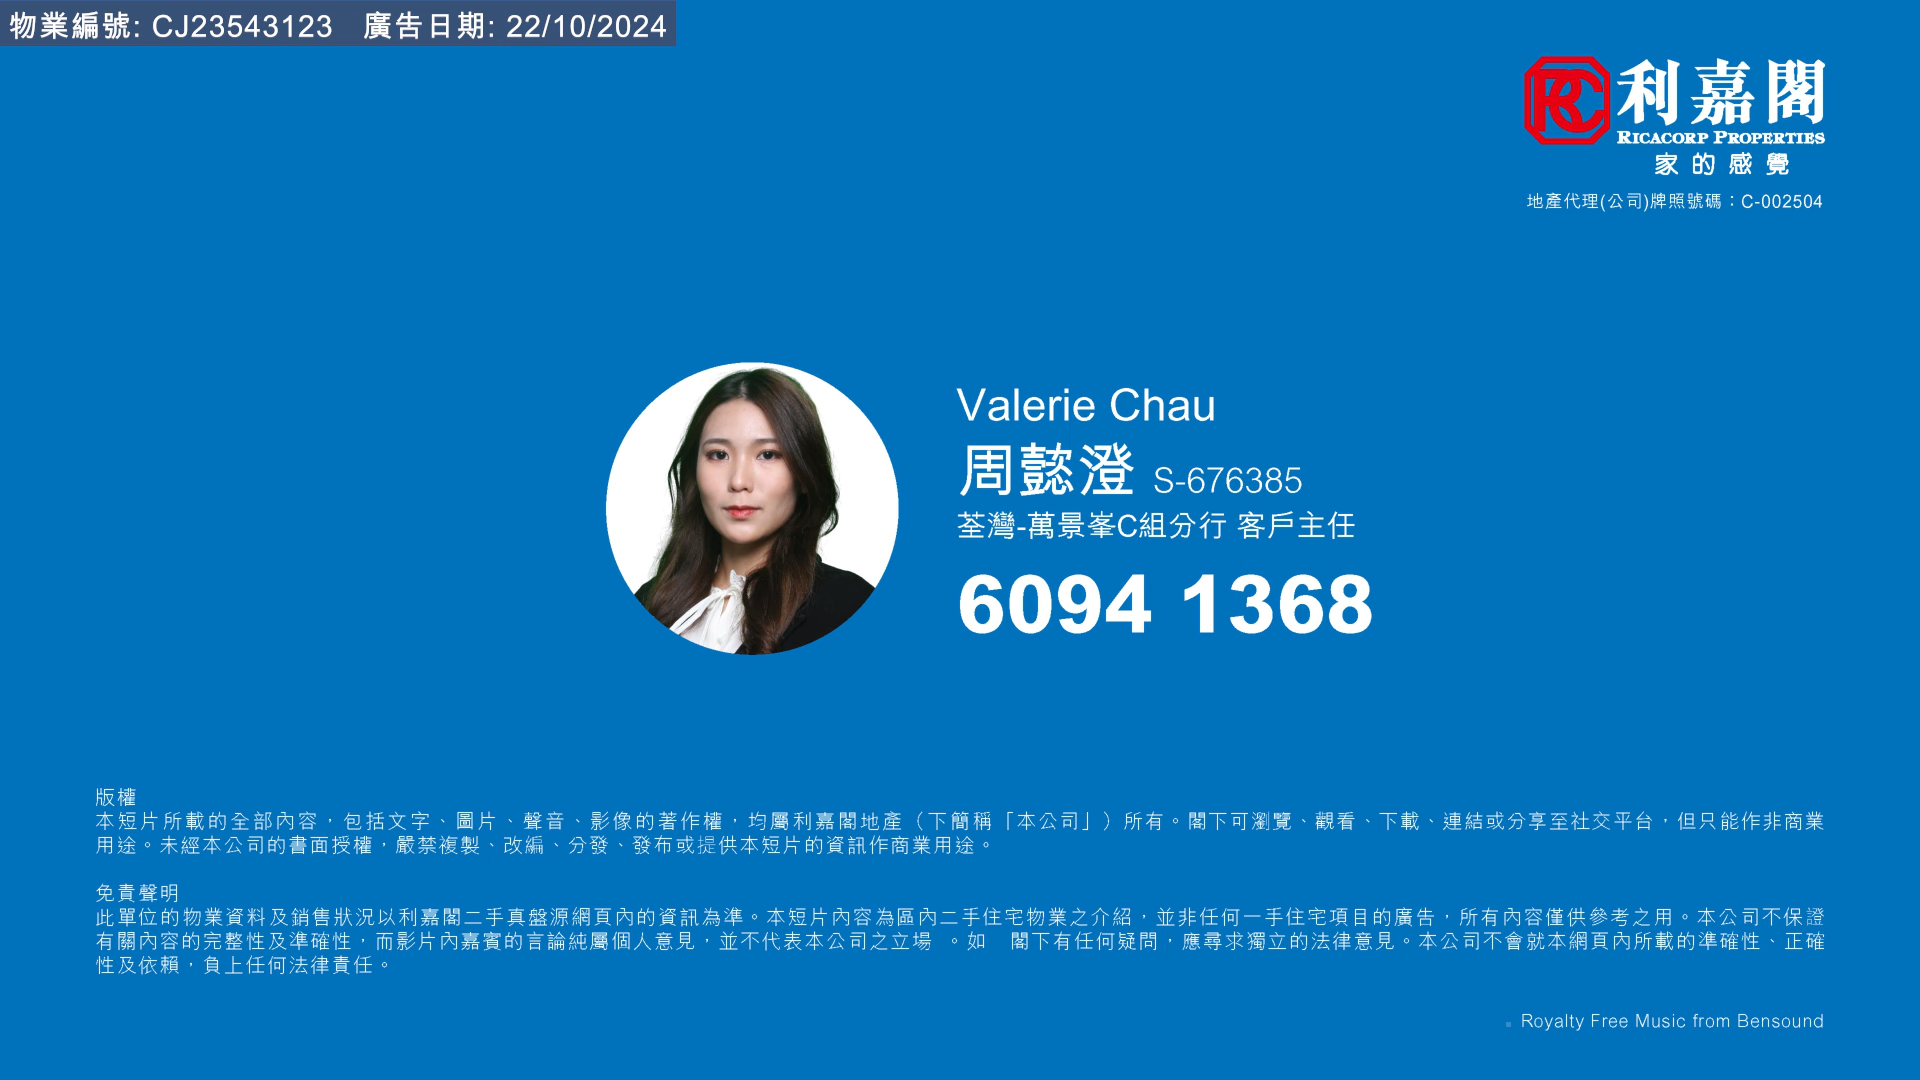 物業編號: CJ23543123 廣告日期: 22/10/2024
RC
利嘉閣
RICACORP PROPERTIES
家的感覺
地產代理(公司)牌照號碼：C-002504
Valerie Chau
周懿澄 S-676385
荃灣-萬景峯C組分行 客戶主任
6094 1368
版權
本短片所載的全部內容，包括文字、圖片、聲音、影像的著作權，均屬利嘉閣地產（下簡稱「本公司」）所有。閣下可瀏覽、觀看、下載、連結或分享至社交平台，但只能作非商業
用途。未經本公司的書面授權，嚴禁複製、改編、分發、發布或提供本短片的資訊作商業用途。
免責聲明
此單位的物業資料及銷售狀況以利嘉閣二手真盤源網頁內的資訊為準。本短片內容為區內二手住宅物業之介紹，並非任何一手住宅項目的廣告，所有內容僅供參考之用。本公司不保證
有關內容的完整性及準確性，而影片內嘉賓的言論純屬個人意見，並不代表本公司之立場 。如 閣下有任何疑問，應尋求獨立的法律意見。本公司不會就本網頁內所載的準確性、正確
性及依賴，負上任何法律責任。
Royalty Free Music from Bensound